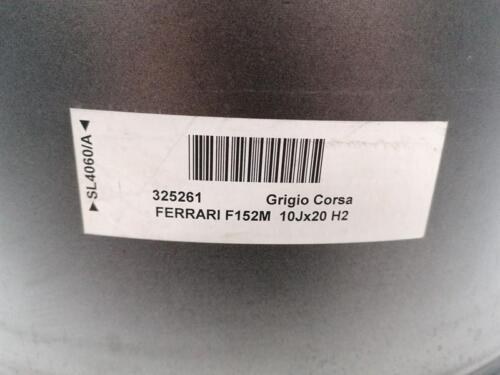 SL4060/A
325261 Grigio Corsa
FERRARI F152M 10Jx20 H2